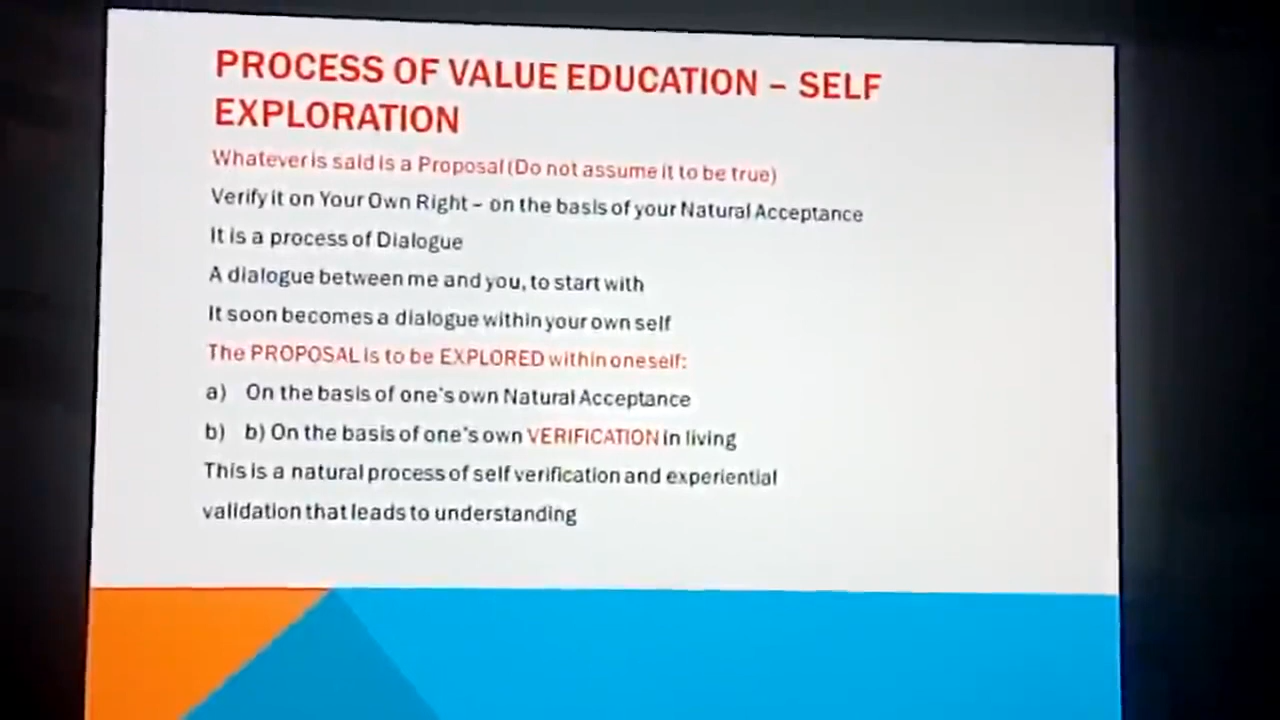 PROCESS OF VALUE EDUCATION – SELF
EXPLORATION
Whatever is said is a Proposal (Do not assume it to be true)
Verify it on Your Own Right – on the basis of your Natural Acceptance
It is a process of Dialogue
A dialogue between me and you, to start with
It soon becomes a dialogue within your own self
The PROPOSAL is to be EXPLORED within oneself:
a) On the basis of one's own Natural Acceptance
b) b) On the basis of one's own VERIFICATION in living
This is a natural process of self verification and experiential
validation that leads to understanding